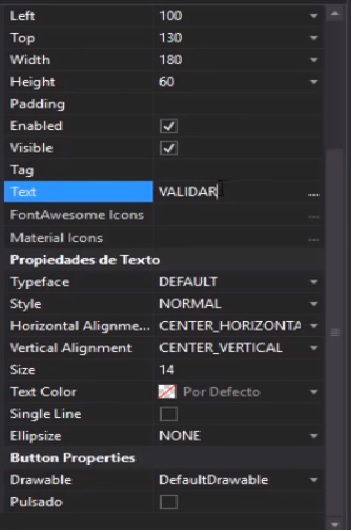 Left 100
Top 130
Width 180
Height 60
Padding
Enabled
Visible
Tag
Text VALIDAR ....
FontAwesome Icons ....
Material Icons ....
Propiedades de Texto
Typeface DEFAULT
Style NORMAL
Horizontal Alignme... CENTER_HORIZONTA
Vertical Alignment CENTER_VERTICAL
Size 14
Text Color Por Defecto
Single Line
Ellipsize NONE
Button Properties
Drawable DefaultDrawable
Pulsado